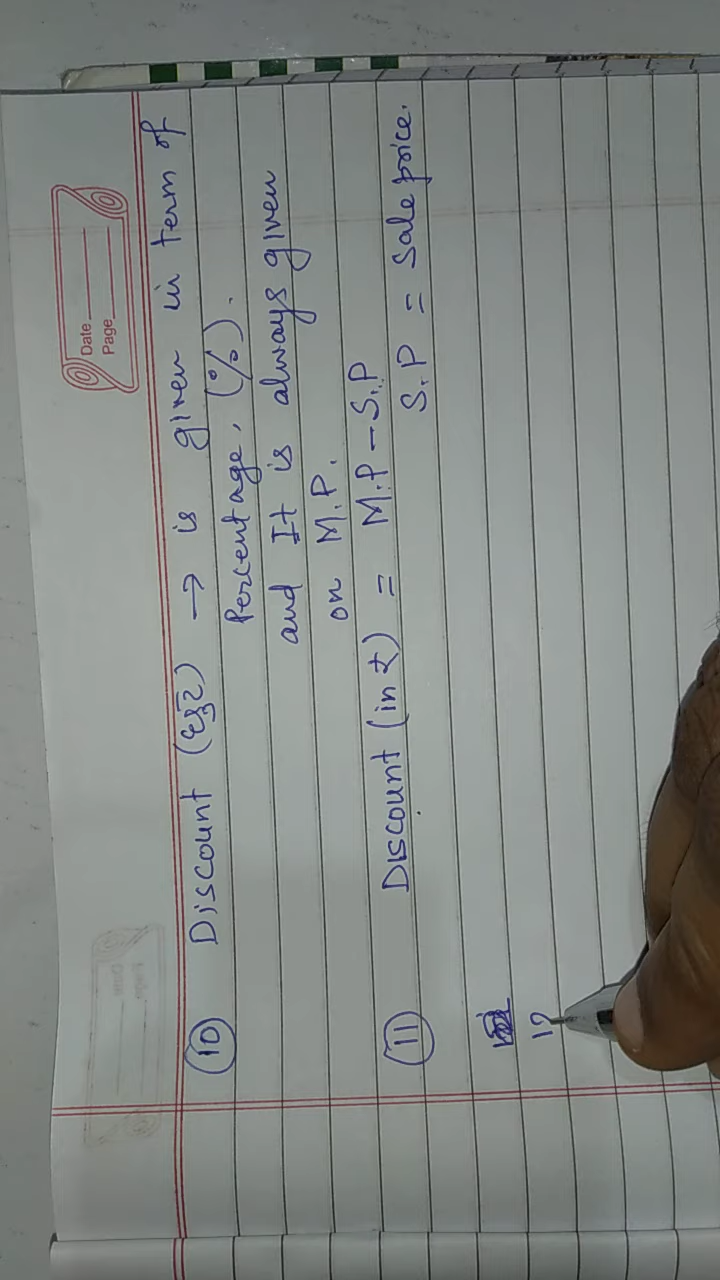 Date
Page
(10) Discount (छूट) → is given in term of
Percentage, (%).
and It is always given
on M.P.
(11) Discount (in ₹) = M.P - S.P
S.P = Sale price.
12